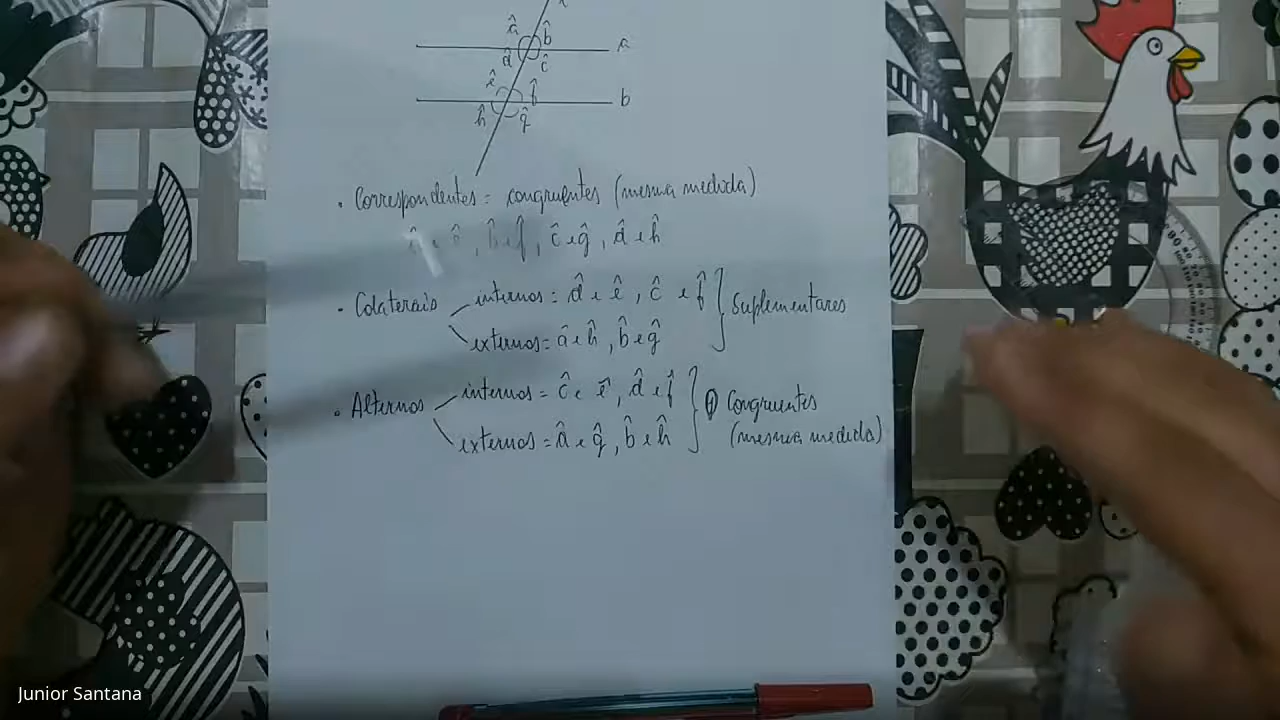 â b̂
d̂ ĉ
b
ĥ ĝ
. Correspondentes = congruentes (mesma medida)
b̂ e f̂, ĉ e ĝ, d̂ e ĥ
. Colaterais internos = d̂ e ê, ĉ e f̂ } Suplementares
externos = â e ĥ, b̂ e ĝ
. Alternos internos = ĉ e ê, d̂ e f̂ } Congruentes
externos = â e ĝ, b̂ e ĥ (mesma medida)
Junior Santana